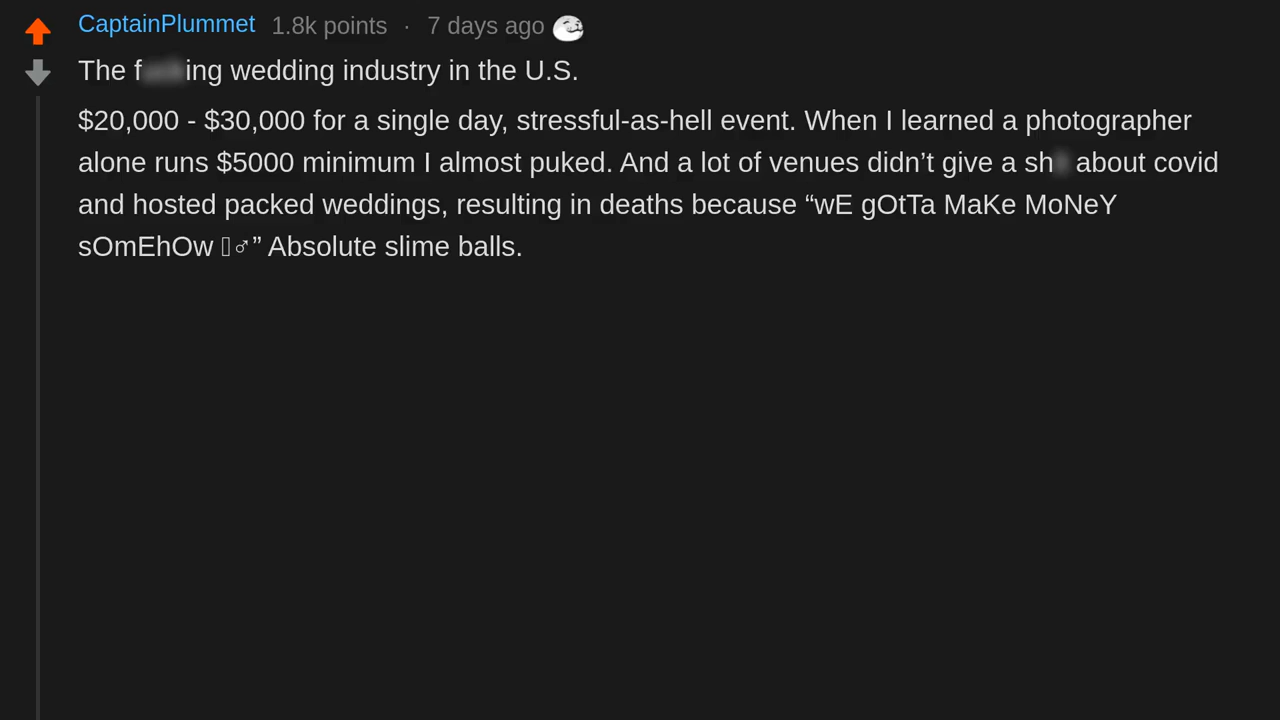 CaptainPlummet 1.8k points · 7 days ago
The f ing wedding industry in the U.S.
$20,000 - $30,000 for a single day, stressful-as-hell event. When I learned a photographer
alone runs $5000 minimum I almost puked. And a lot of venues didn’t give a sh about covid
and hosted packed weddings, resulting in deaths because “wE gOtTa MaKe MoNeY
sOmEhOw ▯♂” Absolute slime balls.